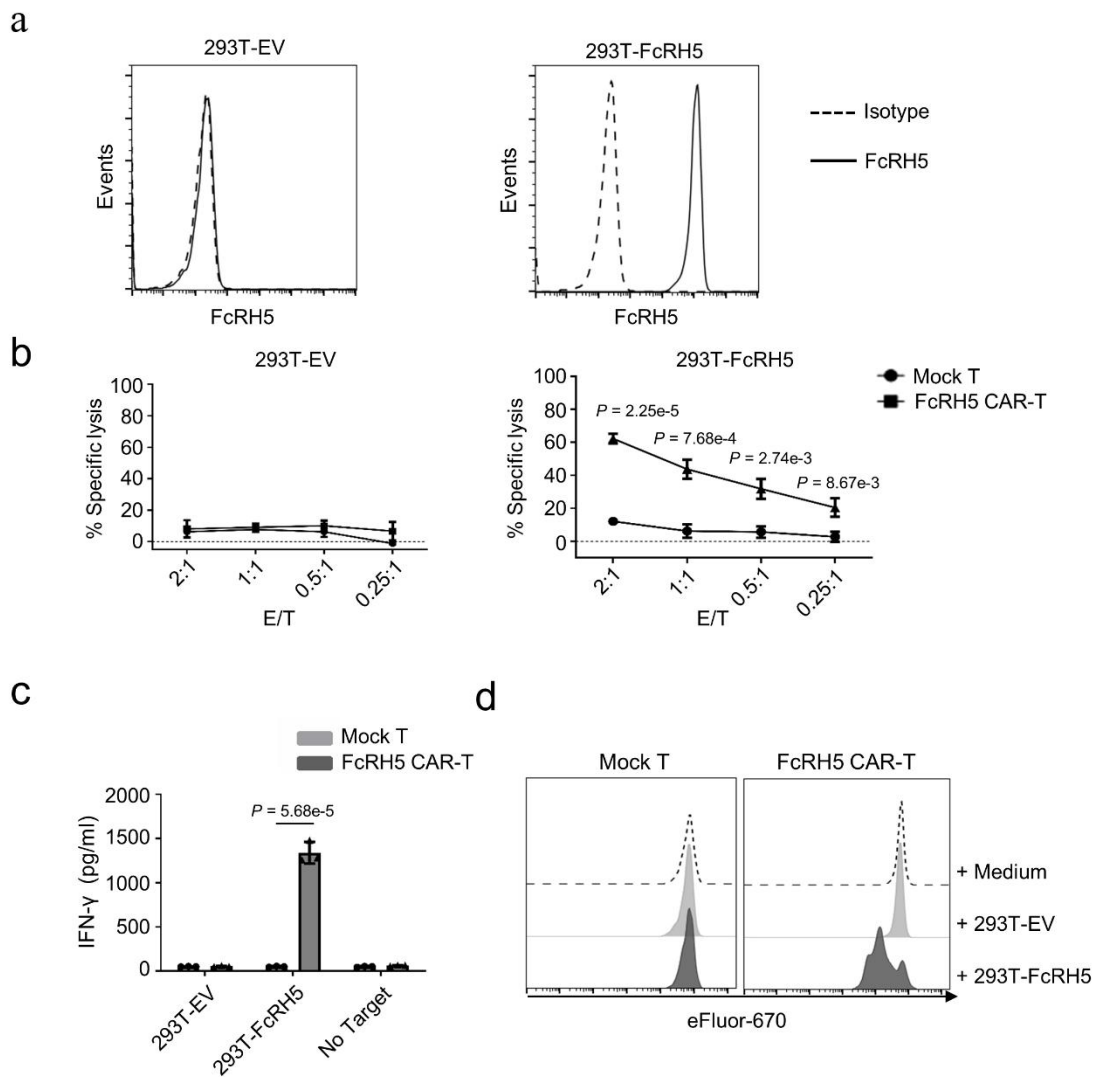 a
293T-EV
293T-FcRH5
Events
FcRH5
Events
FcRH5
Isotype
FcRH5
b
293T-EV
% Specific lysis
100
80
60
40
20
0
2:1
1:1
0.5:1
0.25:1
E/T
293T-FcRH5
% Specific lysis
100
80
60
40
20
0
P = 2.25e-5
P = 7.68e-4
P = 2.74e-3
P = 8.67e-3
2:1
1:1
0.5:1
0.25:1
E/T
Mock T
FcRH5 CAR-T
c
Mock T
FcRH5 CAR-T
IFN-γ (pg/ml)
2000
1500
1000
500
0
P = 5.68e-5
293T-EV
293T-FcRH5
No Target
d
Mock T
FcRH5 CAR-T
+ Medium
+ 293T-EV
+ 293T-FcRH5
eFluor-670